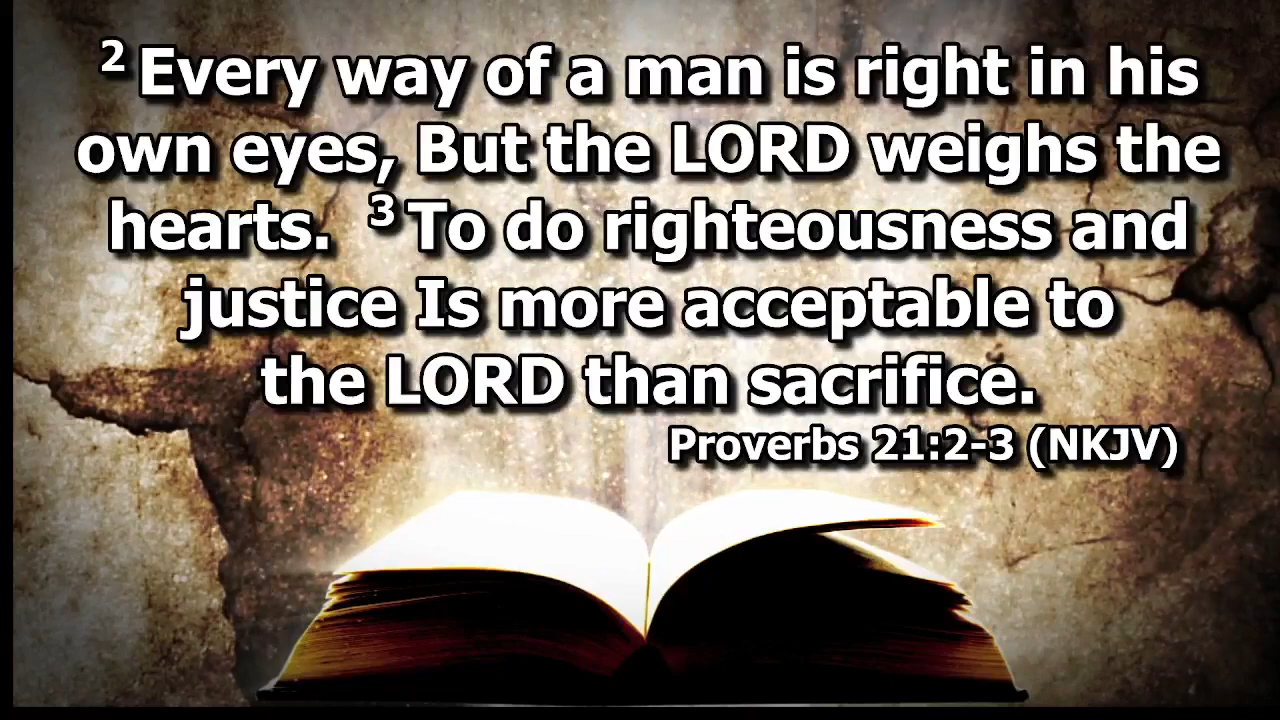 ² Every way of a man is right in his
own eyes, But the LORD weighs the
hearts. ³ To do righteousness and
justice Is more acceptable to
the LORD than sacrifice.
Proverbs 21:2-3 (NKJV)